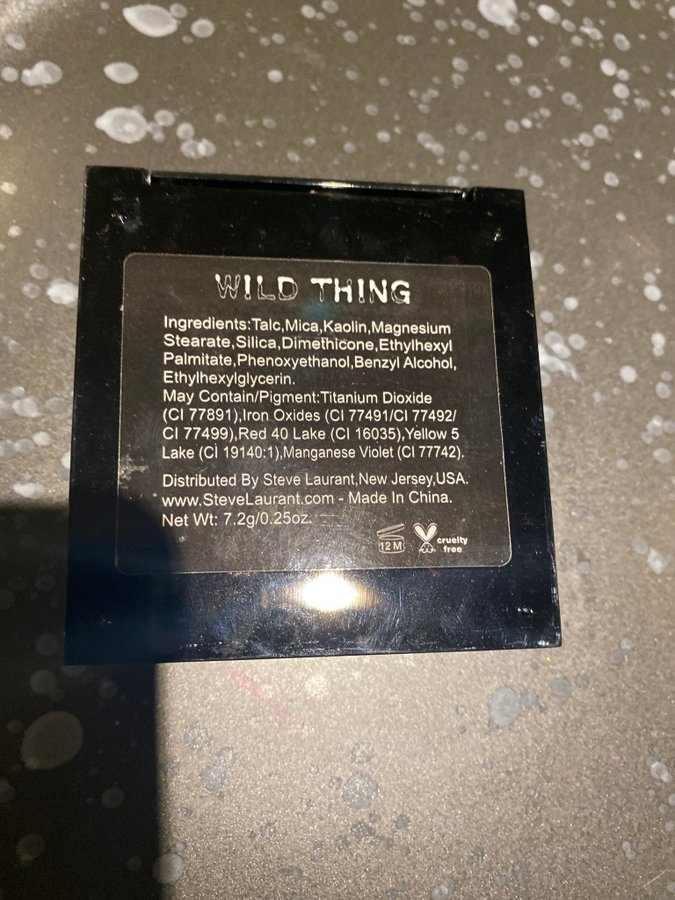 WILD THING
Ingredients:Talc,Mica,Kaolin,Magnesium
Stearate,Silica,Dimethicone,Ethylhexyl
Palmitate,Phenoxyethanol,Benzyl Alcohol,
Ethylhexylglycerin.
May Contain/Pigment:Titanium Dioxide
(CI 77891),Iron Oxides (CI 77491/CI 77492/
CI 77499),Red 40 Lake (CI 16035),Yellow 5
Lake (CI 19140:1),Manganese Violet (CI 77742).
Distributed By Steve Laurant,New Jersey,USA.
www.SteveLaurant.com - Made In China.
Net Wt: 7.2g/0.25oz.
12 M
cruelty
free